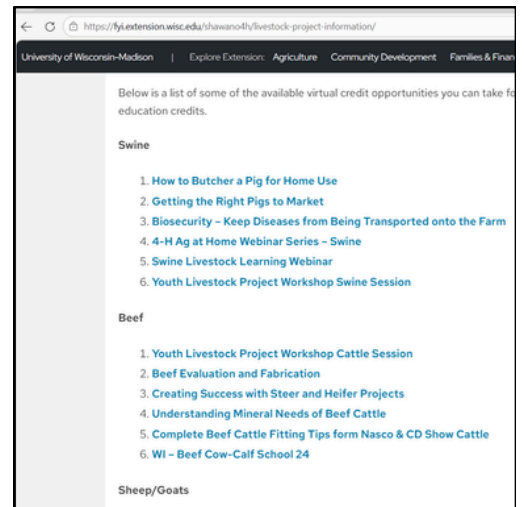 https://fyi.extension.wisc.edu/shawano4h/livestock-project-information/
University of Wisconsin-Madison | Explore Extension: Agriculture Community Development Families & Finan
Below is a list of some of the available virtual credit opportunities you can take fo
education credits.
Swine
1. How to Butcher a Pig for Home Use
2. Getting the Right Pigs to Market
3. Biosecurity – Keep Diseases from Being Transported onto the Farm
4. 4-H Ag at Home Webinar Series – Swine
5. Swine Livestock Learning Webinar
6. Youth Livestock Project Workshop Swine Session
Beef
1. Youth Livestock Project Workshop Cattle Session
2. Beef Evaluation and Fabrication
3. Creating Success with Steer and Heifer Projects
4. Understanding Mineral Needs of Beef Cattle
5. Complete Beef Cattle Fitting Tips form Nasco & CD Show Cattle
6. WI – Beef Cow-Calf School 24
Sheep/Goats